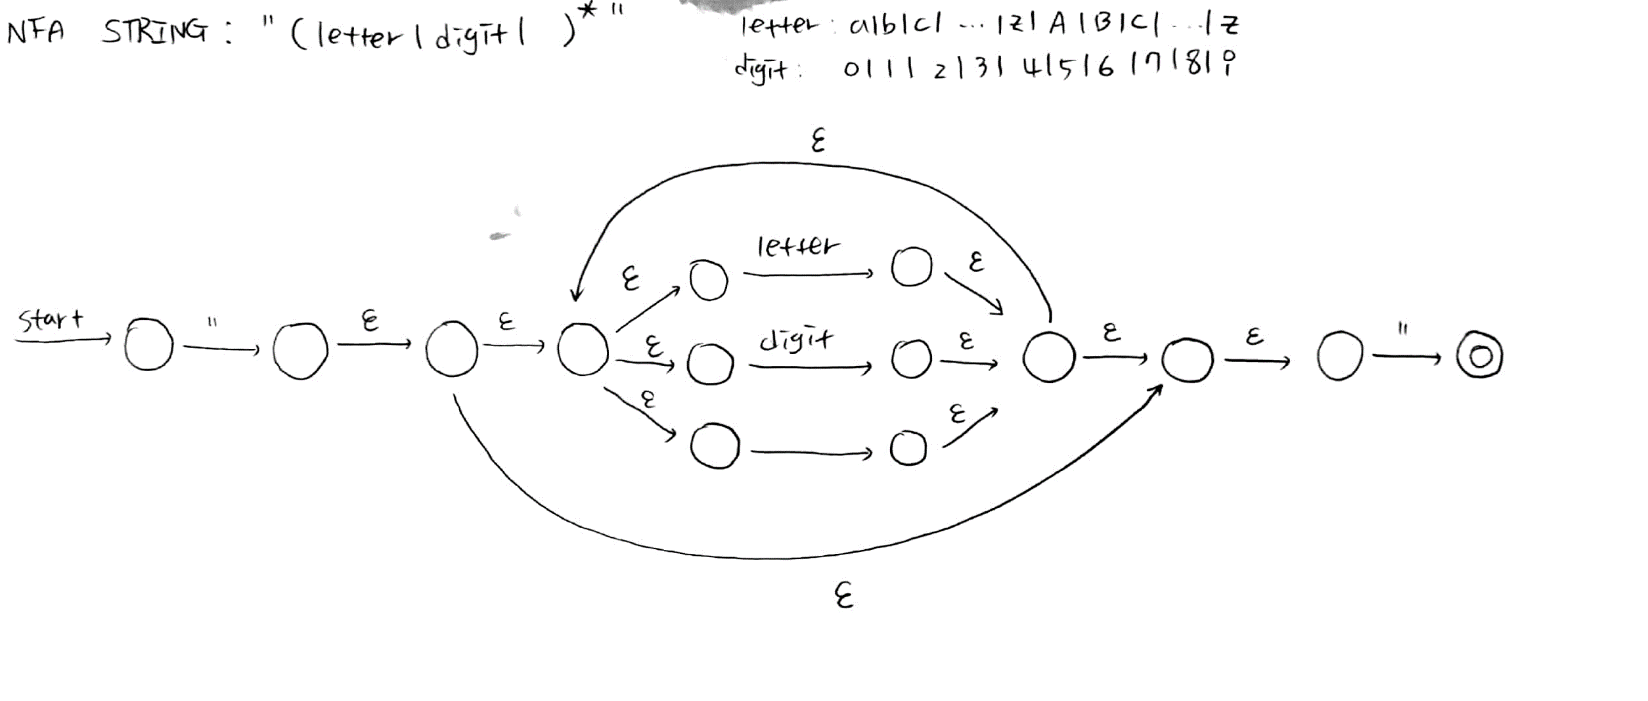 NFA STRING : " ( letter | digit | )* "
letter : a|b|c| ... |z| A |B|C| ... |z
digit : 0|1|2|3|4|5|6|7|8|9
ε
letter
ε ε
start " ε ε ε digit ε ε ε "
ε ε
ε